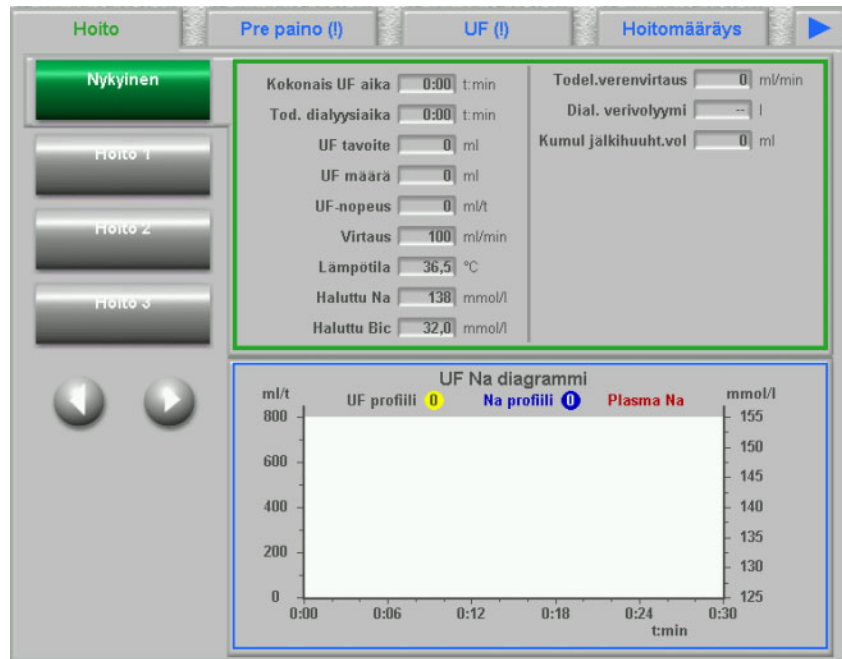 Hoito
Pre paino (!)
UF (!)
Hoitomääräys
Nykyinen
Hoito 1
Hoito 2
Hoito 3
Kokonais UF aika 0:00 t:min
Tod. dialyysiaika 0:00 t:min
UF tavoite 0 ml
UF määrä 0 ml
UF-nopeus 0 ml/t
Virtaus 100 ml/min
Lämpötila 36,5 °C
Haluttu Na 138 mmol/l
Haluttu Bic 32,0 mmol/l
Todel.verenvirtaus 0 ml/min
Dial. verivolyymi -- l
Kumul jälkihuuht.vol 0 ml
UF Na diagrammi
ml/t UF profiili 0 Na profiili 0 Plasma Na mmol/l
800
600
400
200
0
155
150
145
140
135
130
125
0:00 0:06 0:12 0:18 0:24 0:30
t:min